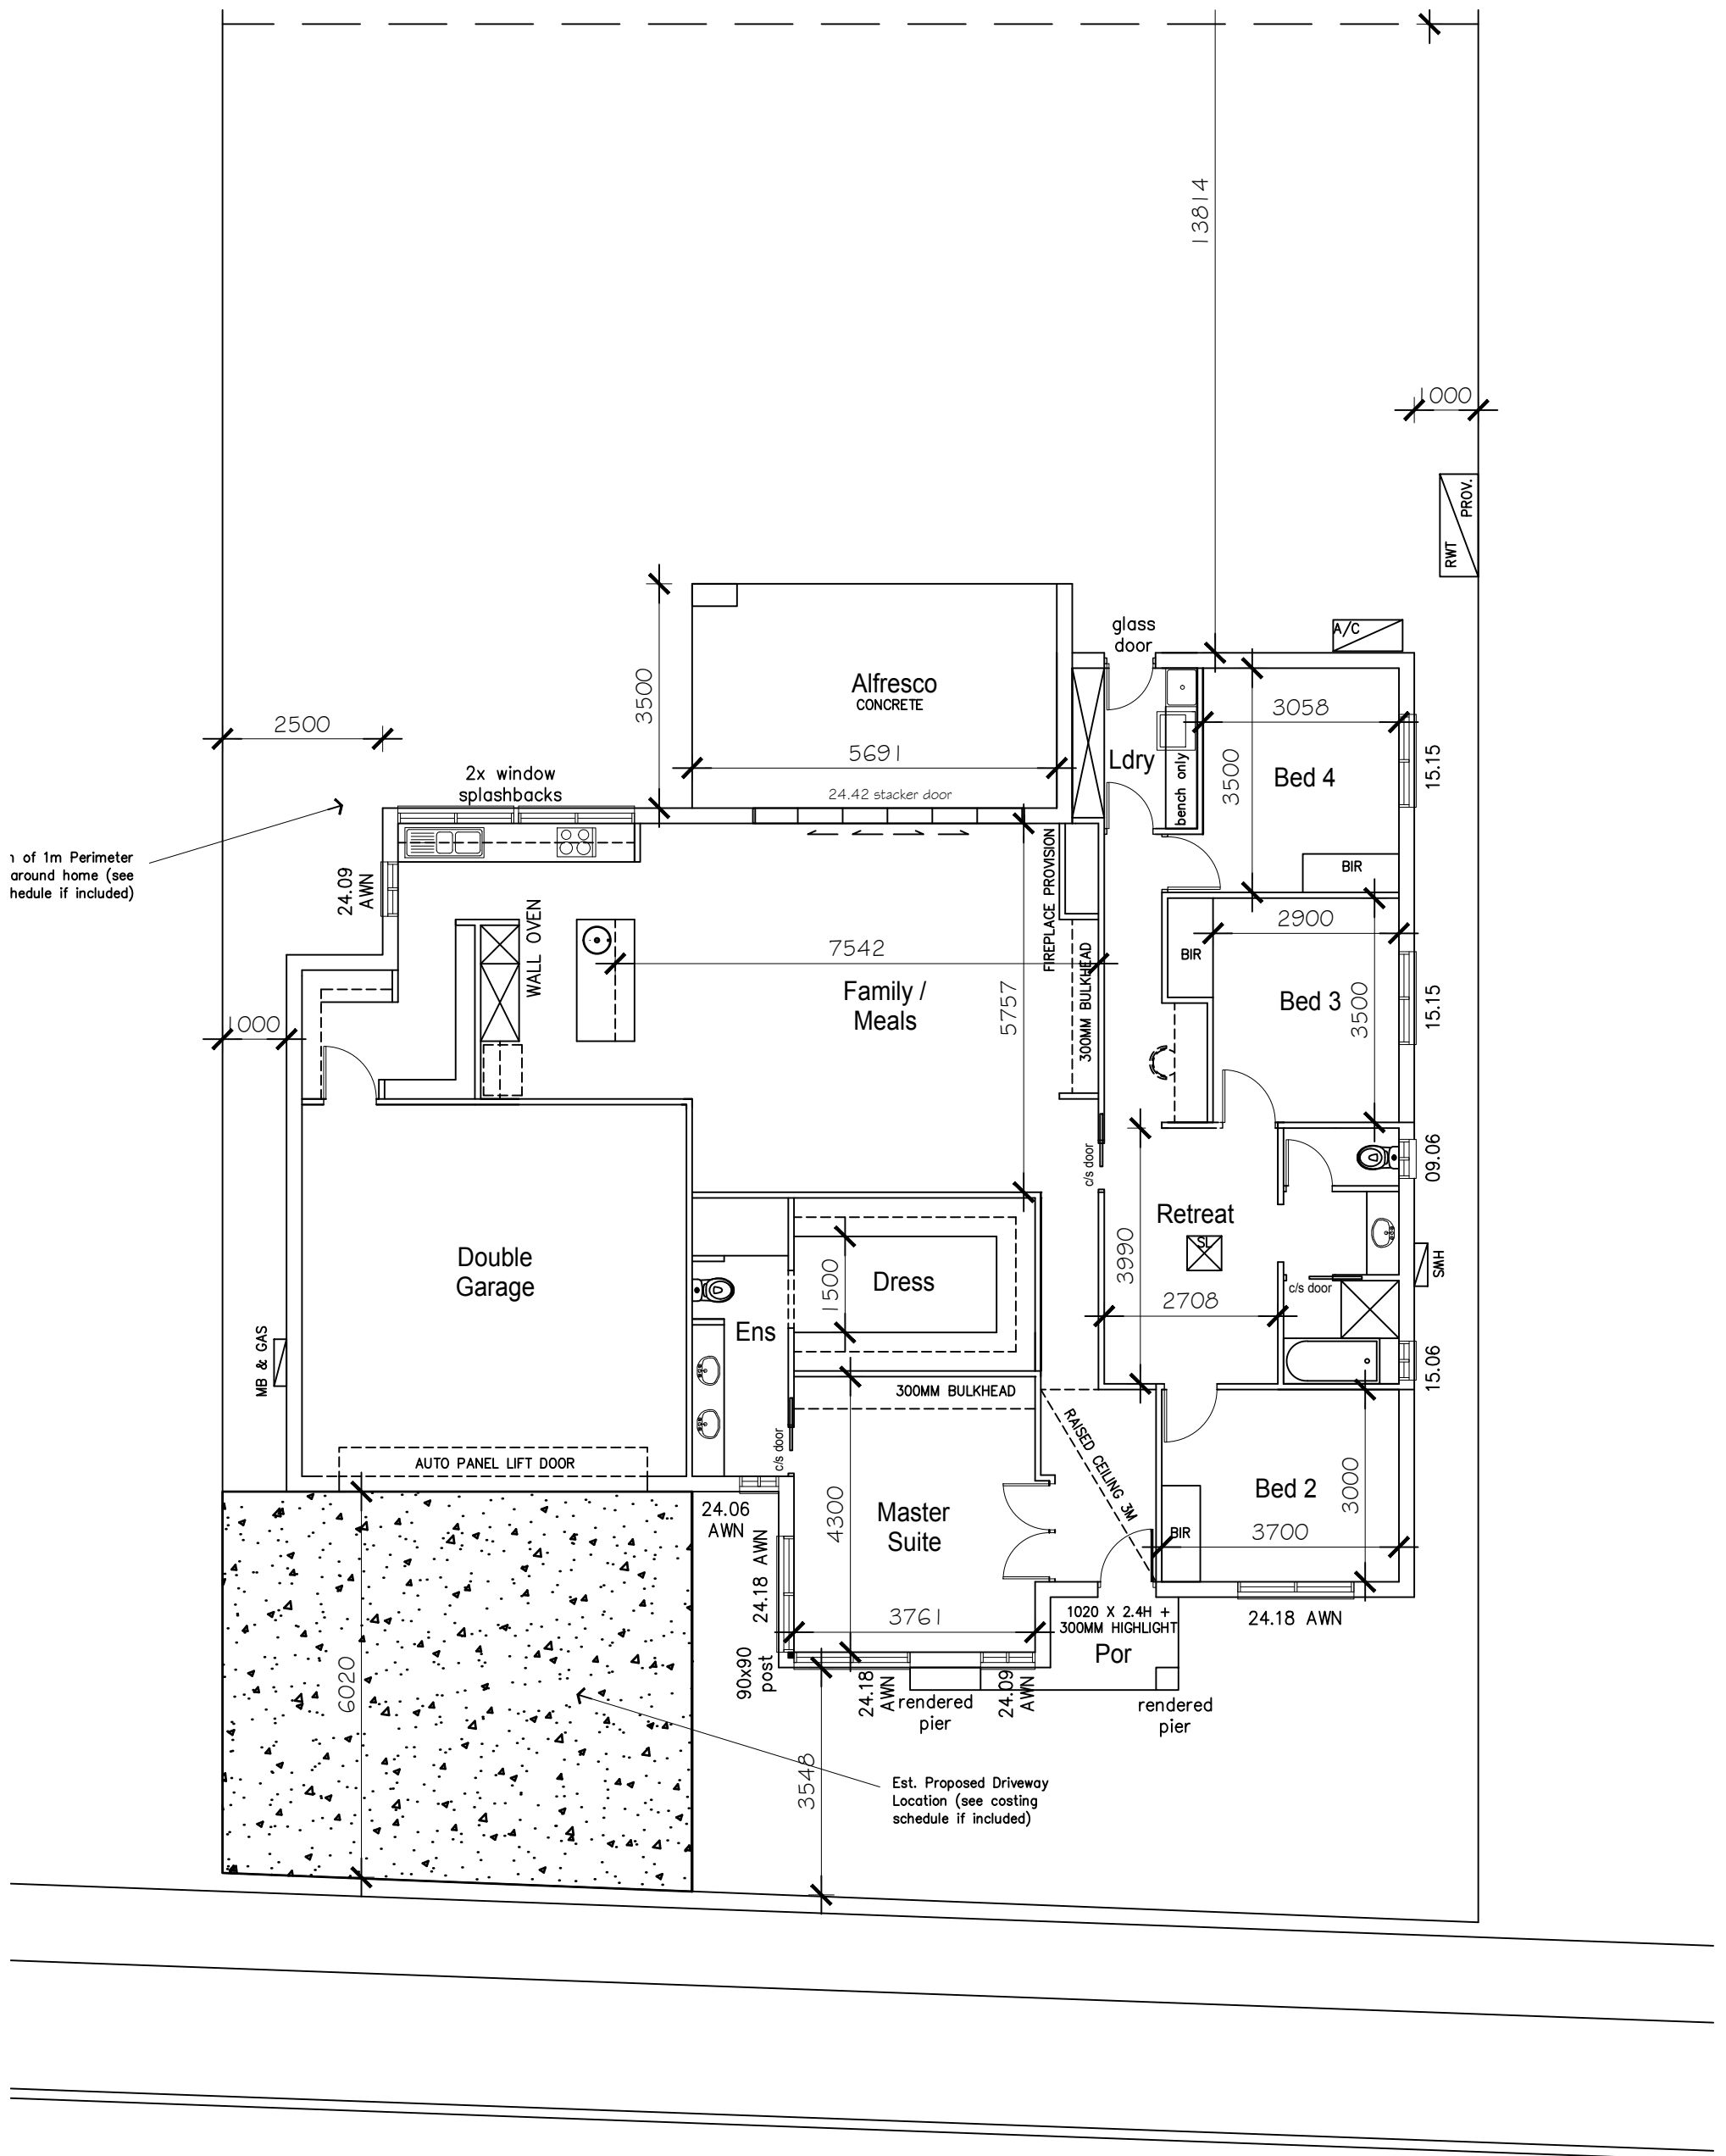 13814
1000
RWT
PROV.
A/C
glass
door
3500
Alfresco
CONCRETE
5691
24.42 stacker door
2500
2x window
splashbacks
Ldry
bench only
3058
3500
Bed 4
15.15
BIR
of 1m Perimeter
around home (see
hedule if included)
24.09
AWN
WALL OVEN
7542
Family /
Meals
5757
FIREPLACE PROVISION
300MM BULKHEAD
BIR
2900
Bed 3
3500
15.15
1000
c/s door
09.06
Retreat
SL
3990
2708
c/s door
SMH
15.06
Double
Garage
MB & GAS
AUTO PANEL LIFT DOOR
Ens
1500
Dress
300MM BULKHEAD
c/s door
4300
Master
Suite
3761
RAISED CEILING 3M
Bed 2
3000
3700
BIR
24.06
AWN
24.18 AWN
90x90
post
24.18
AWN
rendered
pier
24.09
AWN
1020 X 2.4H +
300MM HIGHLIGHT
Por
rendered
pier
24.18 AWN
6020
3548
Est. Proposed Driveway
Location (see costing
schedule if included)